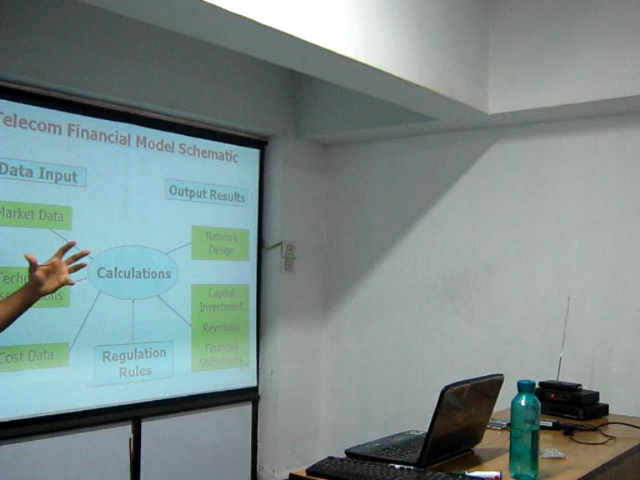 Telecom Financial Model Schematic
Data Input
Output Results
Market Data
Network
Design
Calculations
Capital
Investment
Revenue
Financial
Cost Data
Regulation
Rules